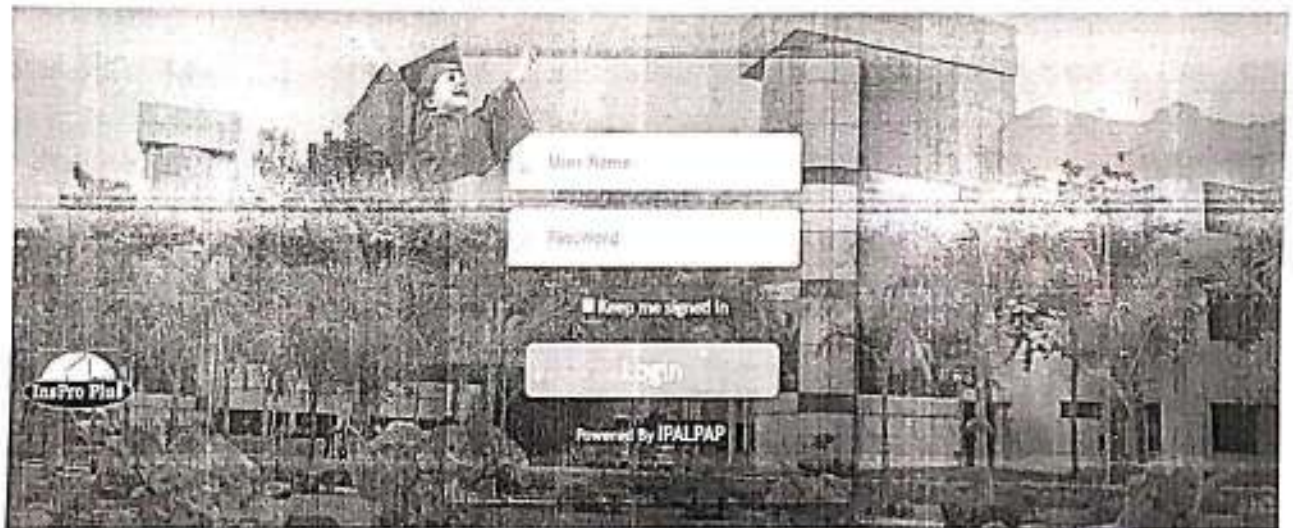 User Name
Password
Keep me signed in
Login
InsPro Plus
Powered By IPALPAP